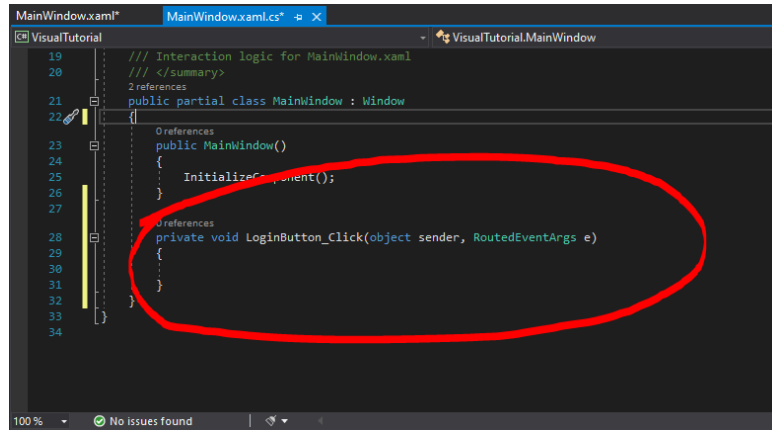 MainWindow.xaml* MainWindow.xaml.cs*
C# VisualTutorial VisualTutorial.MainWindow
19 /// Interaction logic for MainWindow.xaml
20 /// </summary>
2 references
21 public partial class MainWindow : Window
22 {
0 references
23 public MainWindow()
24 {
25 InitializeComponent();
26 }
27
0 references
28 private void LoginButton_Click(object sender, RoutedEventArgs e)
29 {
30
31 }
32 }
33 }
34
100 % No issues found